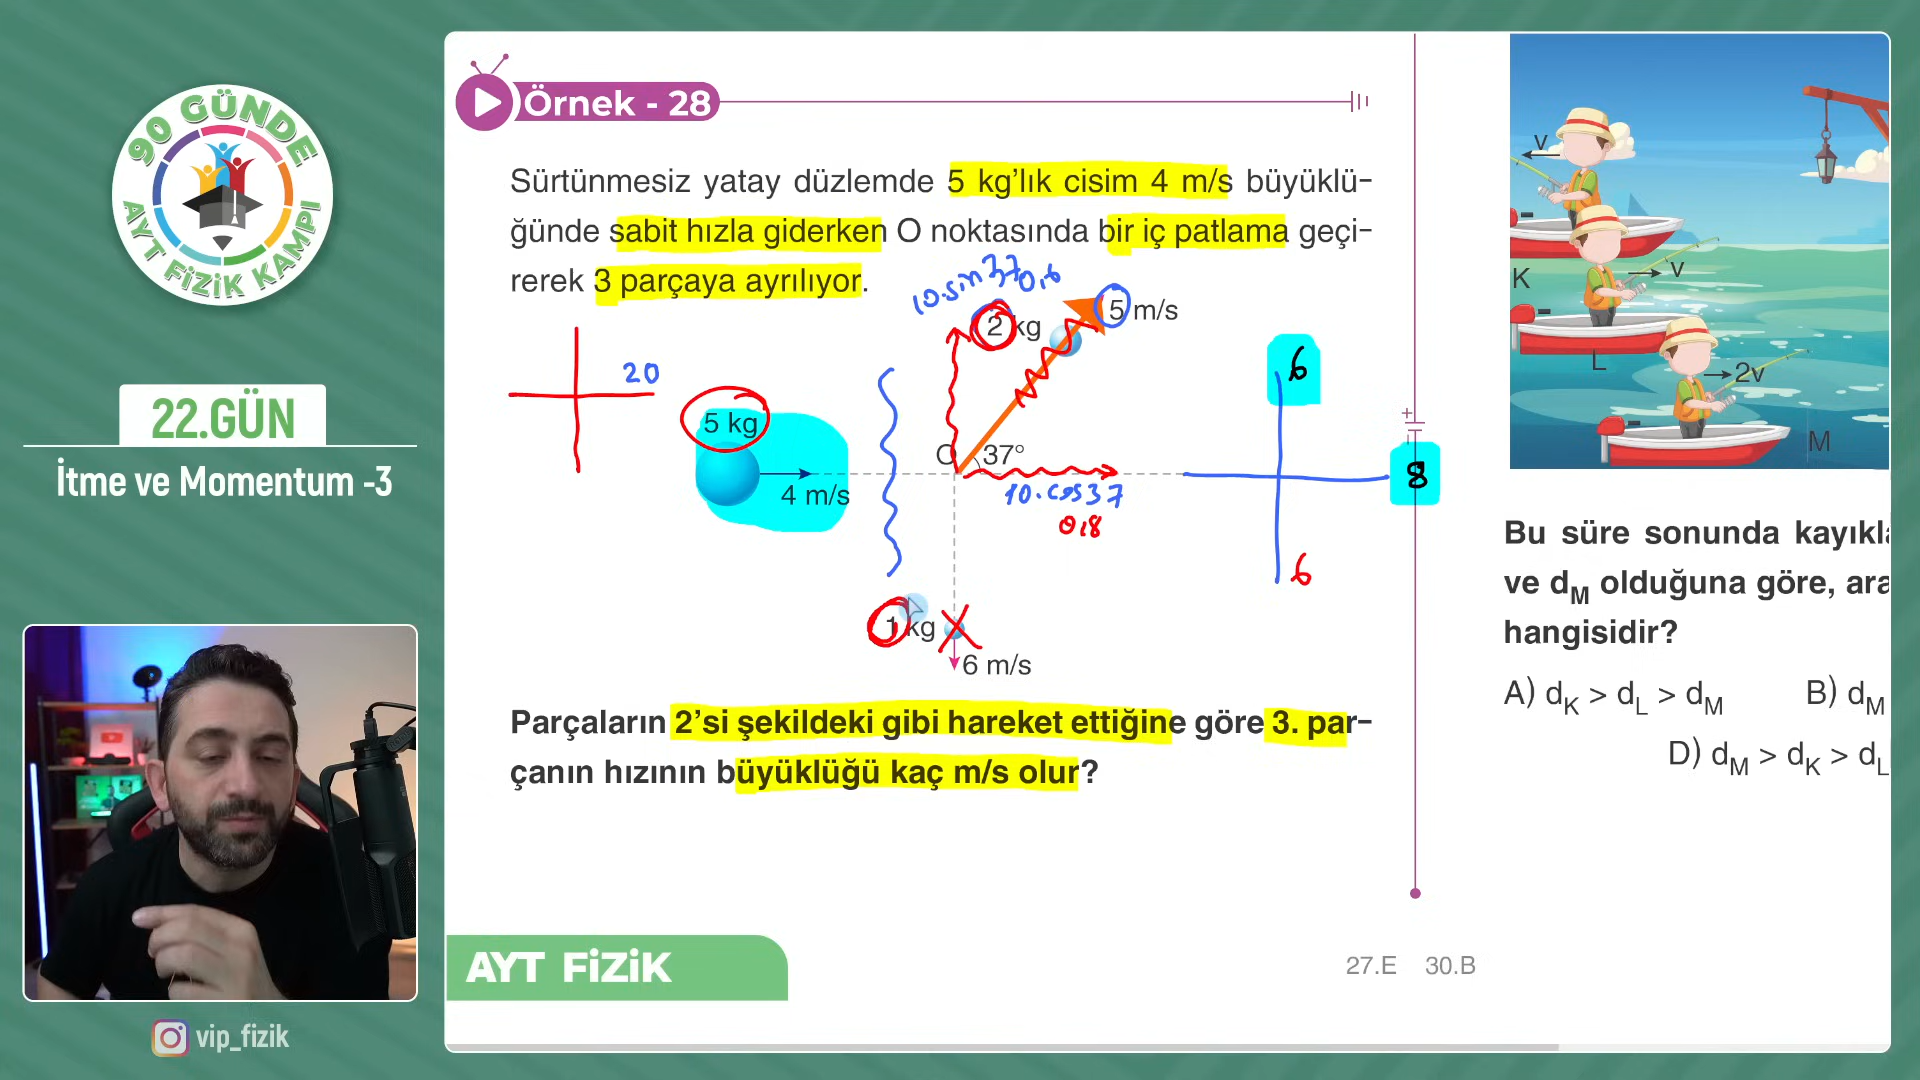 90 GÜNDE
AYT FİZİK KAMPI
22.GÜN
İtme ve Momentum -3
vip_fizik
Örnek - 28
Sürtünmesiz yatay düzlemde 5 kg’lık cisim 4 m/s büyüklü-
ğünde sabit hızla giderken O noktasında bir iç patlama geçi-
rerek 3 parçaya ayrılıyor.
10.sin37
0,6
2 kg
5 m/s
20
5 kg
4 m/s
O
37°
10.cos37
0,8
6
8
6
1 kg
6 m/s
Parçaların 2’si şekildeki gibi hareket ettiğine göre 3. par-
çanın hızının büyüklüğü kaç m/s olur?
AYT FİZİK
27.E 30.B
v
K
v
L
2v
M
Bu süre sonunda kayıkl
ve dM olduğuna göre, ara
hangisidir?
A) dK > dL > dM B) dM
D) dM > dK > dL